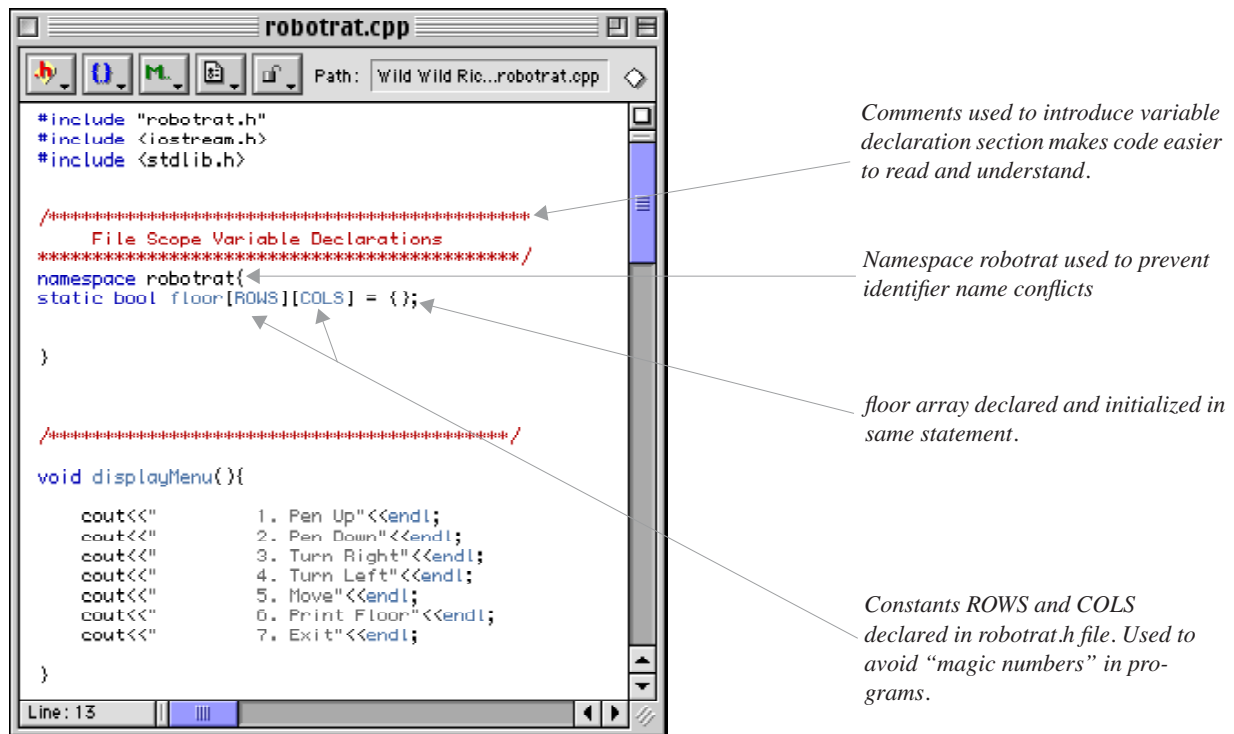 robotrat.cpp
M.. Path: Wild Wild Ric...robotrat.cpp
#include "robotrat.h"
#include <iostream.h>
#include <stdlib.h>
/********************************************
File Scope Variable Declarations
********************************************/
namespace robotrat{
static bool floor[ROWS][COLS] = {};
}
/******************************************/
void displayMenu(){
cout<<"        1. Pen Up"<<endl;
cout<<"        2. Pen Down"<<endl;
cout<<"        3. Turn Right"<<endl;
cout<<"        4. Turn Left"<<endl;
cout<<"        5. Move"<<endl;
cout<<"        6. Print Floor"<<endl;
cout<<"        7. Exit"<<endl;
}
Line: 13
Comments used to introduce variable
declaration section makes code easier
to read and understand.
Namespace robotrat used to prevent
identifier name conflicts
floor array declared and initialized in
same statement.
Constants ROWS and COLS
declared in robotrat.h file. Used to
avoid “magic numbers” in pro-
grams.